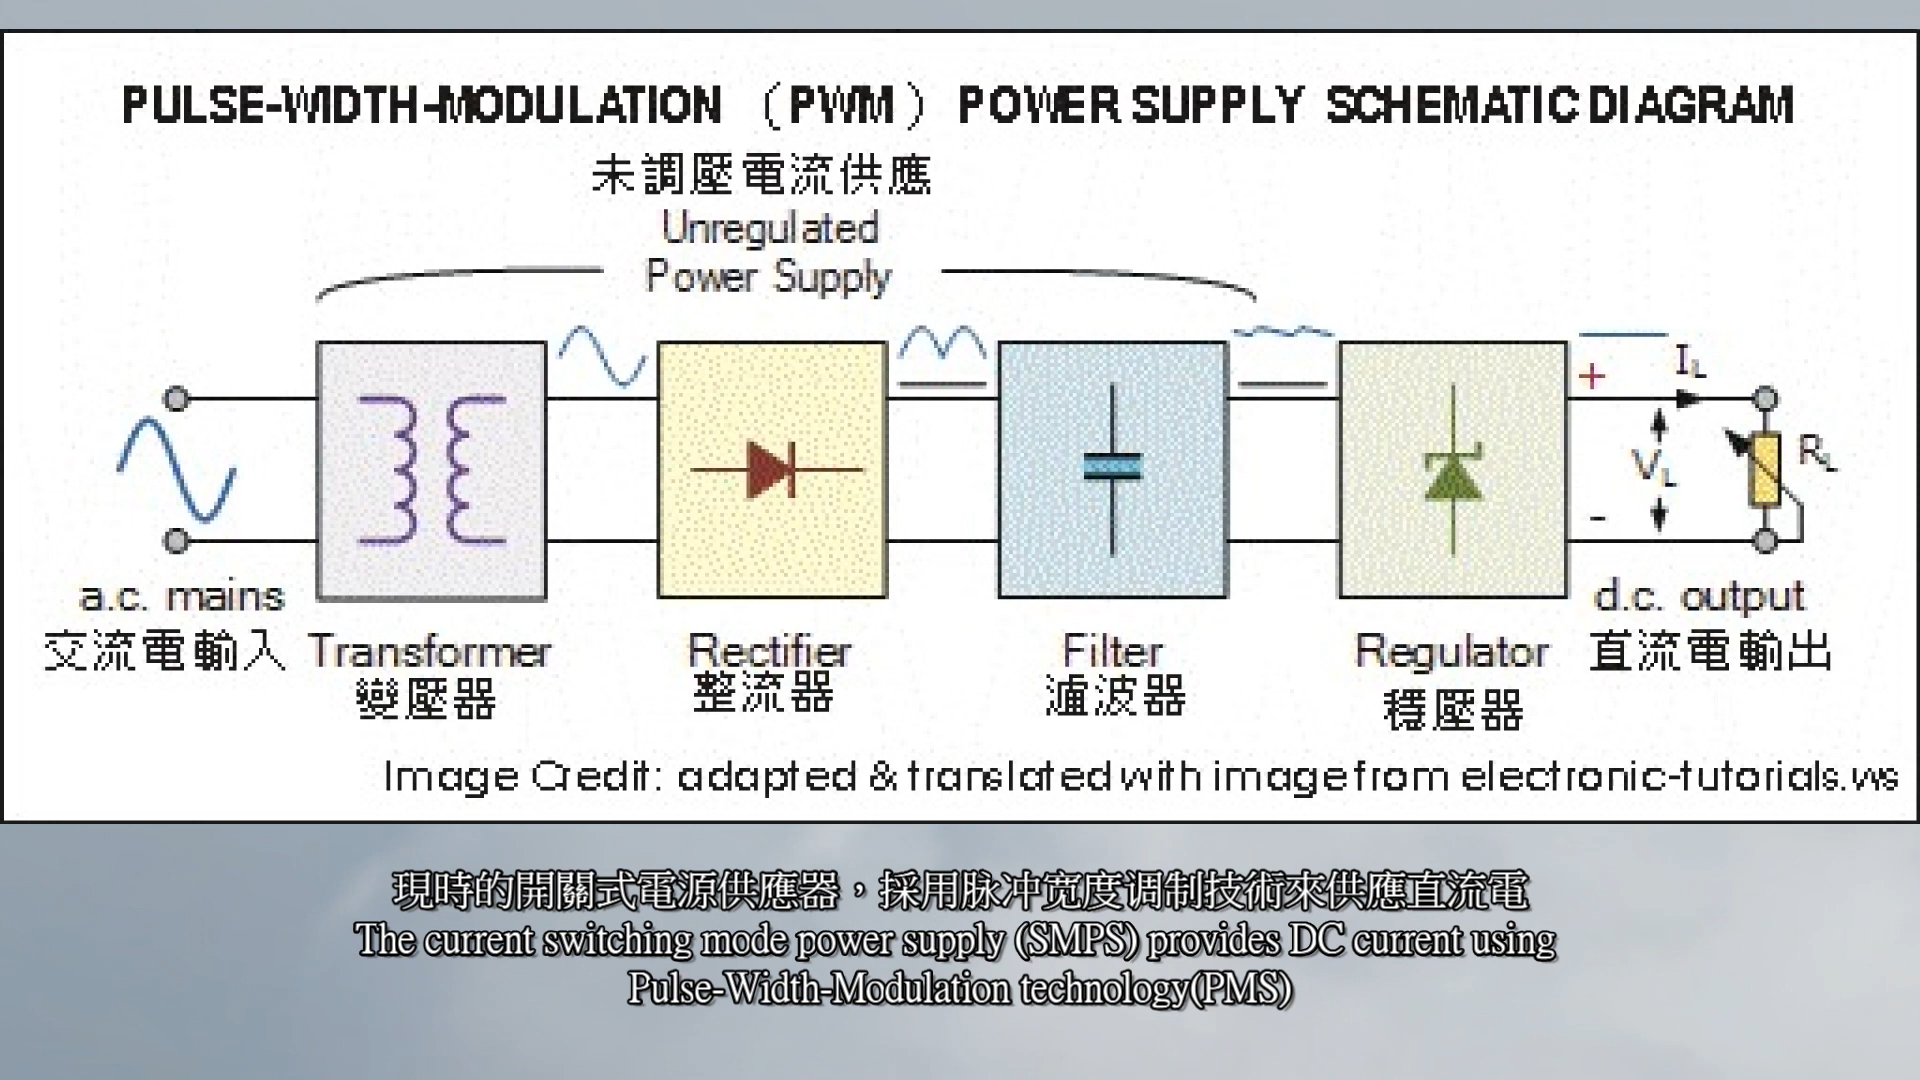 PULSE-WIDTH-MODULATION （PWM） POWER SUPPLY SCHEMATIC DIAGRAM
未調壓電流供應
Unregulated
Power Supply
+
I_L
V_L
R_L
-
a.c. mains
交流電輸入
Transformer
變壓器
Rectifier
整流器
Filter
濾波器
Regulator
穩壓器
d.c. output
直流電輸出
Image Credit: adapted & translated with image from electronic-tutorials.ws
現時的開關式電源供應器，採用脉冲宽度调制技術來供應直流電
The current switching mode power supply (SMPS) provides DC current using
Pulse-Width-Modulation technology(PMS)